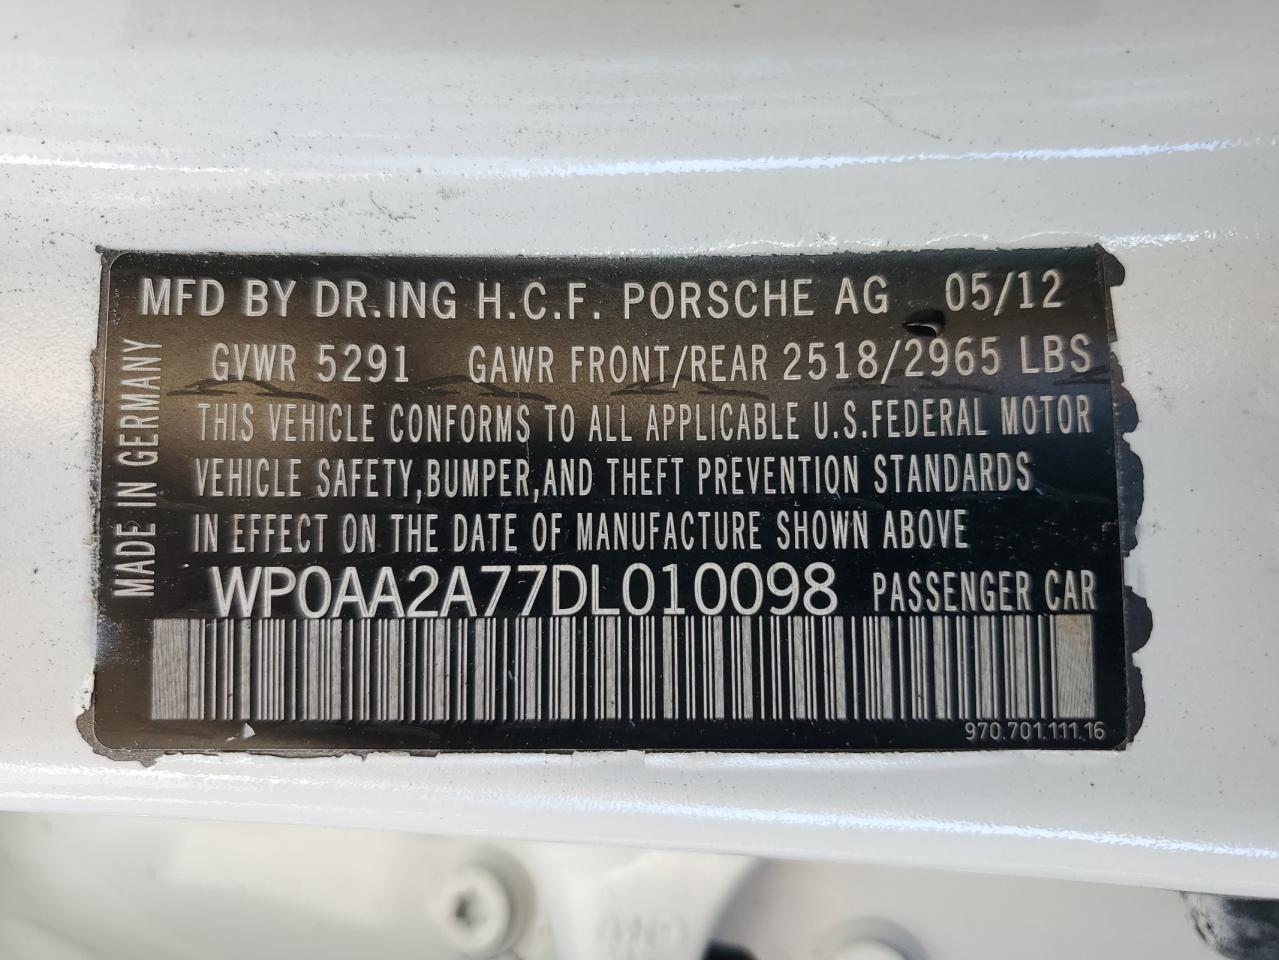 MFD BY DR.ING H.C.F. PORSCHE AG 05/12
GVWR 5291 GAWR FRONT/REAR 2518/2965 LBS
THIS VEHICLE CONFORMS TO ALL APPLICABLE U.S.FEDERAL MOTOR
VEHICLE SAFETY,BUMPER,AND THEFT PREVENTION STANDARDS
IN EFFECT ON THE DATE OF MANUFACTURE SHOWN ABOVE
WP0AA2A77DL010098 PASSENGER CAR
970.701.111.16
MADE IN GERMANY